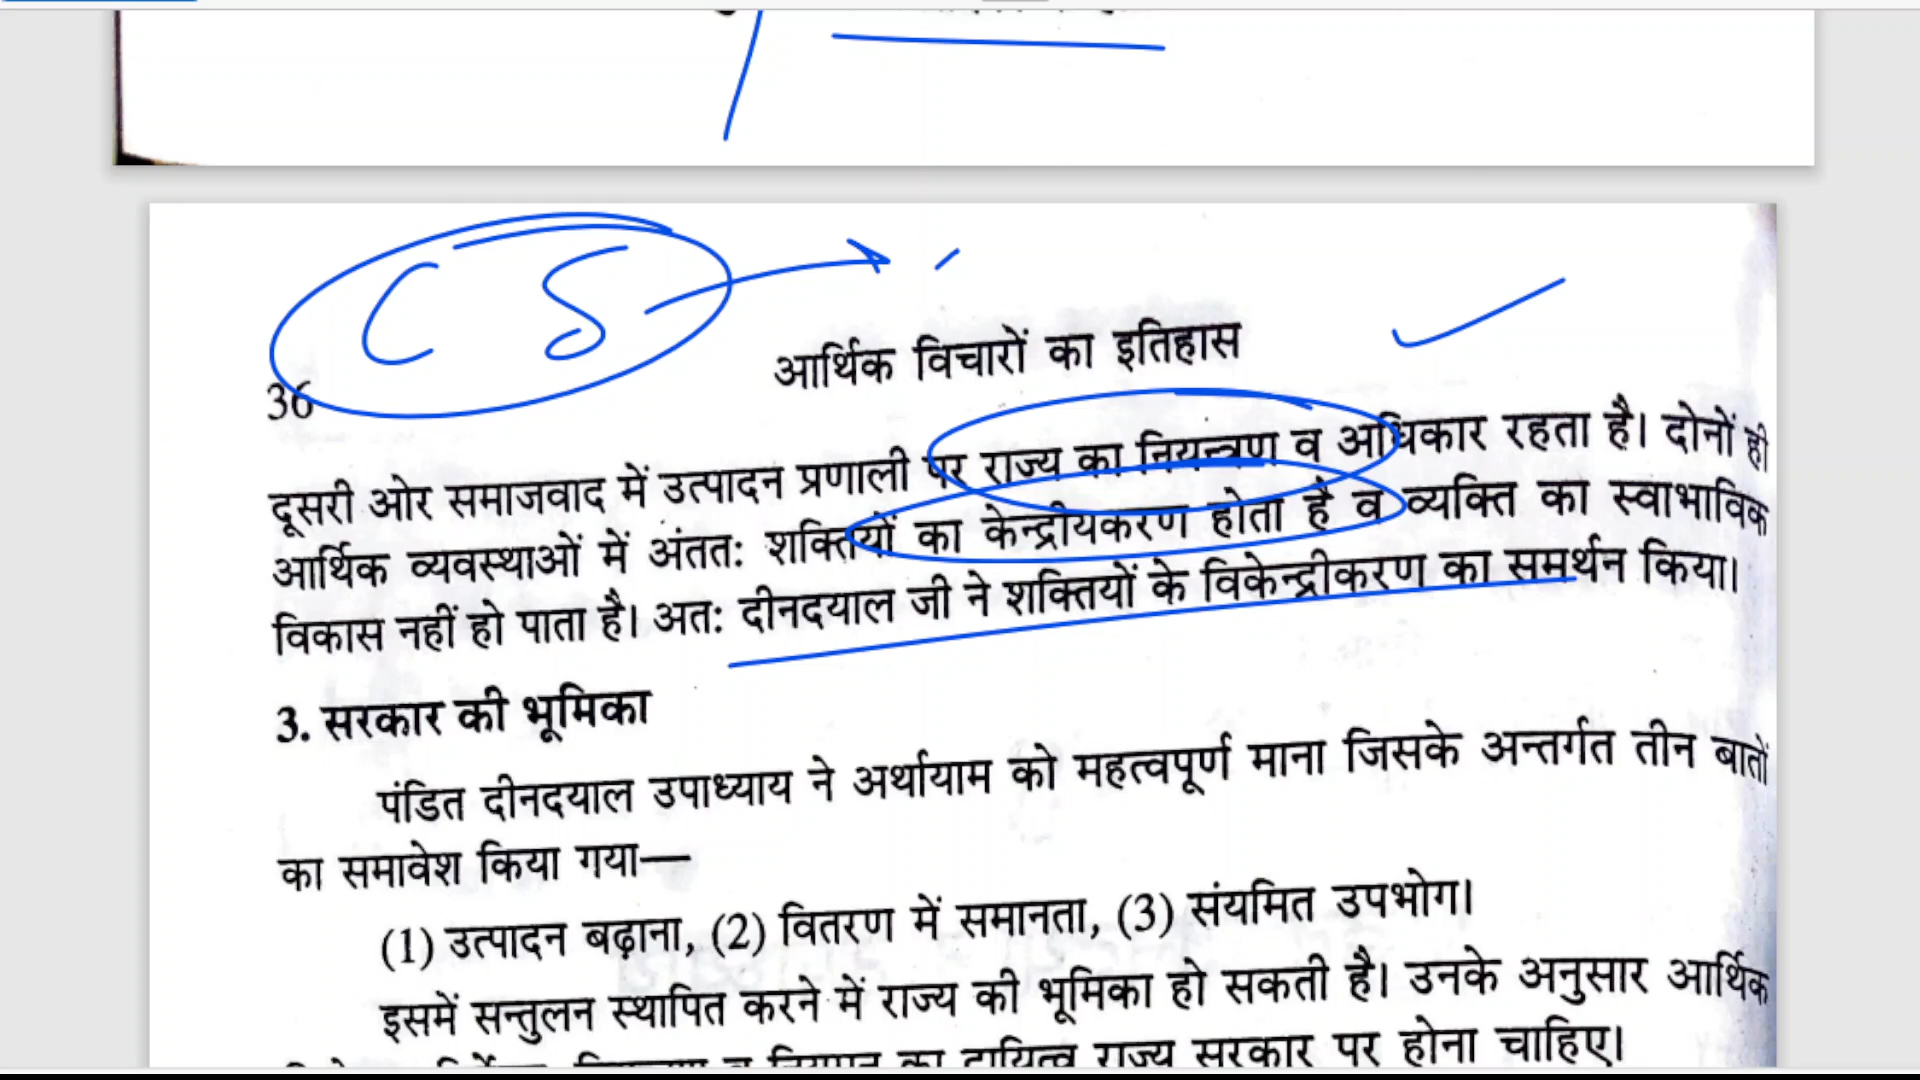 C S
आर्थिक विचारों का इतिहास
36
दूसरी ओर समाजवाद में उत्पादन प्रणाली पर राज्य का नियन्त्रण व अधिकार रहता है। दोनों ही
आर्थिक व्यवस्थाओं में अंतत: शक्तियों का केन्द्रीयकरण होता है व व्यक्ति का स्वाभाविक
विकास नहीं हो पाता है। अत: दीनदयाल जी ने शक्तियों के विकेन्द्रीकरण का समर्थन किया।
3. सरकार की भूमिका
पंडित दीनदयाल उपाध्याय ने अर्थायाम को महत्वपूर्ण माना जिसके अन्तर्गत तीन बातों
का समावेश किया गया—
(1) उत्पादन बढ़ाना, (2) वितरण में समानता, (3) संयमित उपभोग।
इसमें सन्तुलन स्थापित करने में राज्य की भूमिका हो सकती है। उनके अनुसार आर्थिक
व नियमन का दायित्व राज्य सरकार पर होना चाहिए।